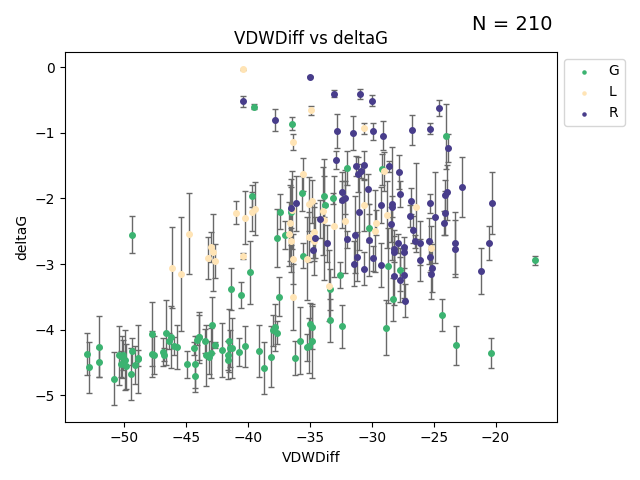 N = 210
VDWDiff vs deltaG
G
L
R
0
−1
−2
−3
−4
−5
deltaG
−50
−45
−40
−35
−30
−25
−20
VDWDiff